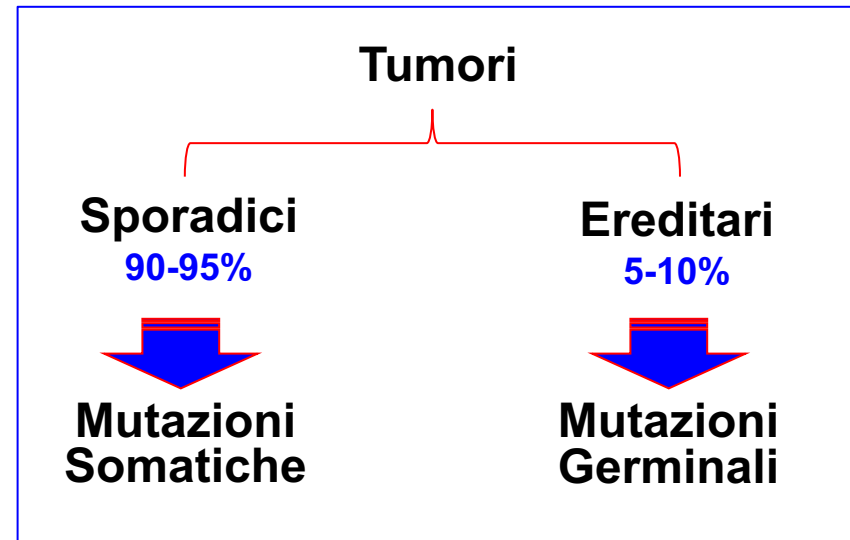 Tumori
Sporadici
90-95%
Mutazioni
Somatiche
Ereditari
5-10%
Mutazioni
Germinali